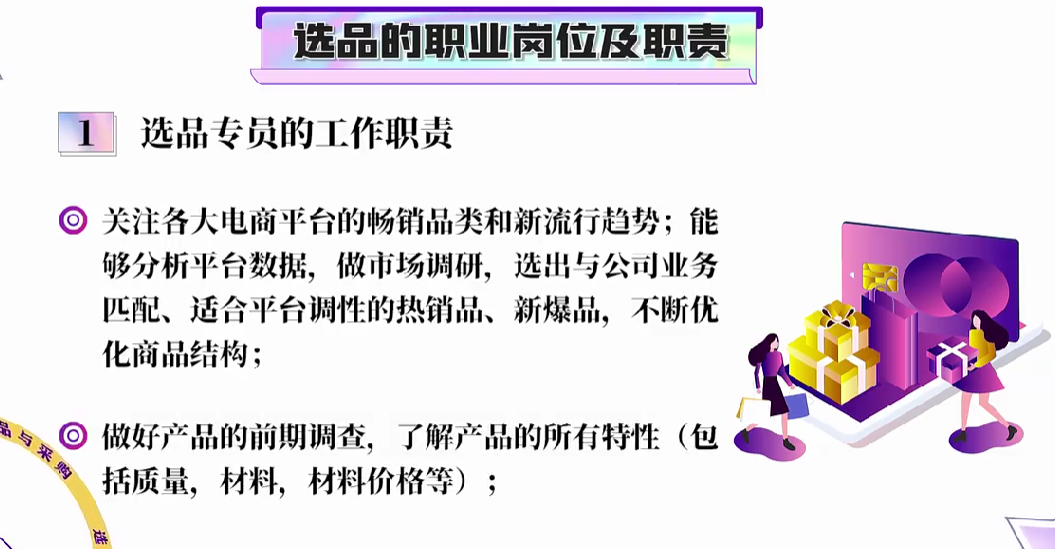 选品的职业岗位及职责
1 选品专员的工作职责
关注各大电商平台的畅销品类和新流行趋势；能
够分析平台数据，做市场调研，选出与公司业务
匹配、适合平台调性的热销品、新爆品，不断优
化商品结构；
做好产品的前期调查，了解产品的所有特性（包
括质量，材料，材料价格等）；
品与采购
选